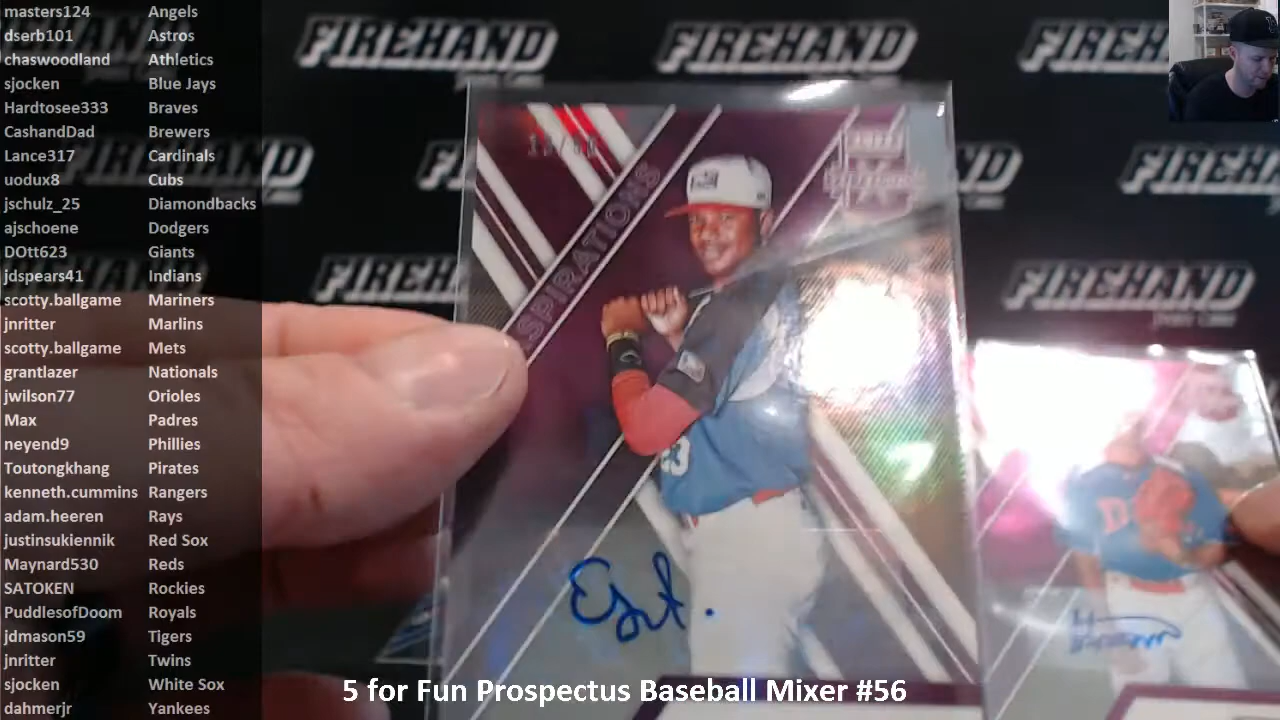 masters124 Angels
dserb101 Astros
chaswoodland Athletics
sjocken Blue Jays
Hardtosee333 Braves
CashandDad Brewers
Lance317 Cardinals
uodux8 Cubs
jschulz_25 Diamondbacks
ajschoene Dodgers
DOtt623 Giants
jdspears41 Indians
scotty.ballgame Mariners
jnritter Marlins
scotty.ballgame Mets
grantlazer Nationals
jwilson77 Orioles
Max Padres
neyend9 Phillies
Toutongkhang Pirates
kenneth.cummins Rangers
adam.heeren Rays
justinsukiennik Red Sox
Maynard530 Reds
SATOKEN Rockies
PuddlesofDoom Royals
jdmason59 Tigers
jnritter Twins
sjocken White Sox
dahmerjr Yankees
FIREHAND
FIREHAND
FIREHAND
FIREHAND
FIREHAND
ASPIRATIONS
5 for Fun Prospectus Baseball Mixer #56